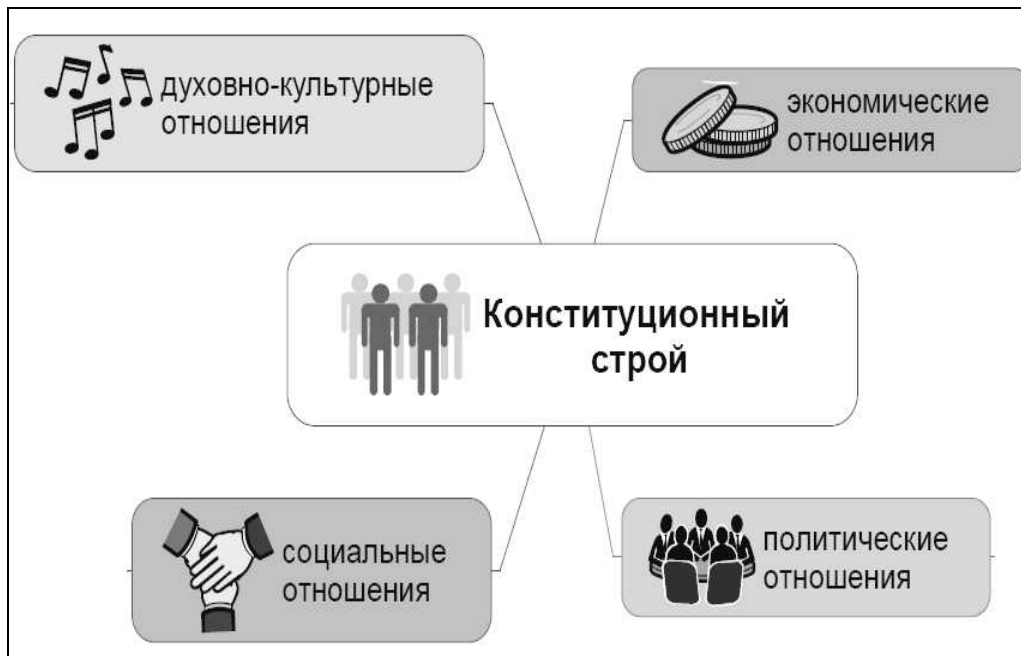 духовно-культурные
отношения
экономические
отношения
Конституционный
строй
социальные
отношения
политические
отношения